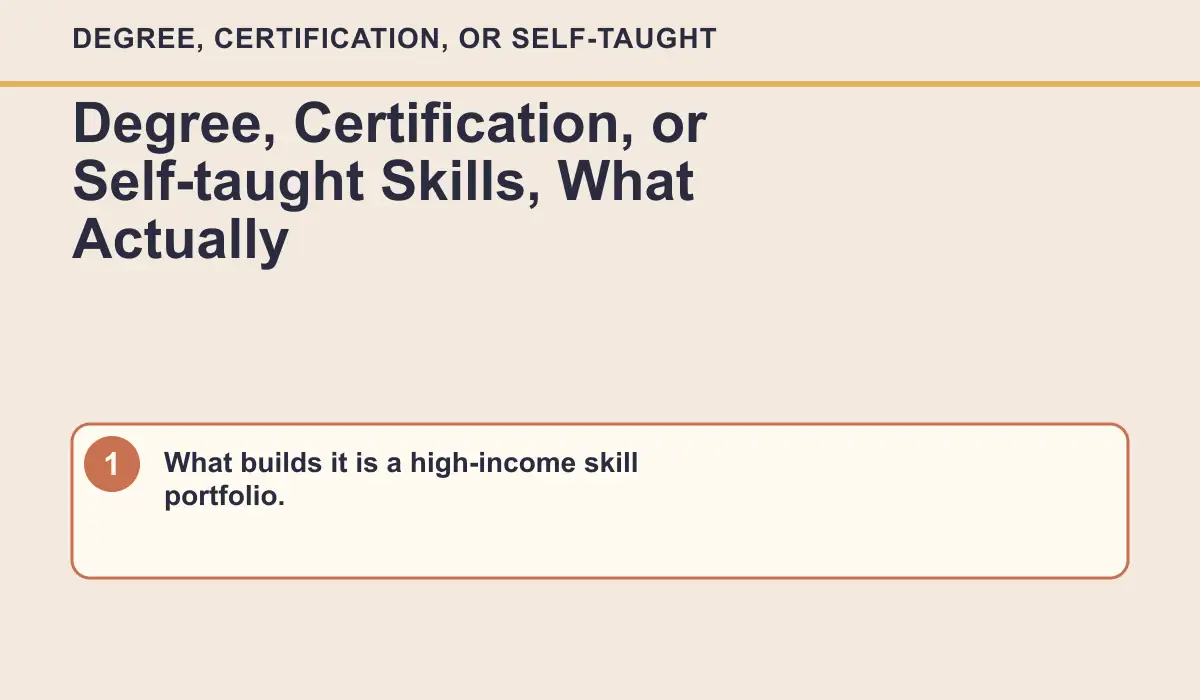 DEGREE, CERTIFICATION, OR SELF-TAUGHT
Degree, Certification, or
Self-taught Skills, What
Actually
1
What builds it is a high-income skill
portfolio.